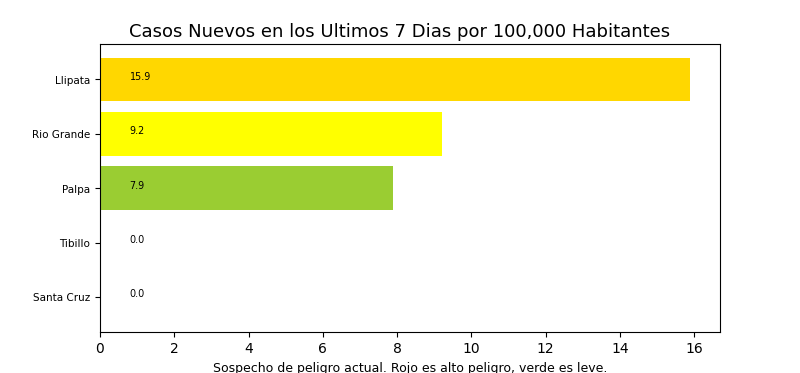 Casos Nuevos en los Ultimos 7 Dias por 100,000 Habitantes
Llipata 15.9
Rio Grande 9.2
Palpa 7.9
Tibillo 0.0
Santa Cruz 0.0
0 2 4 6 8 10 12 14 16
Sospecho de peligro actual. Rojo es alto peligro, verde es leve.